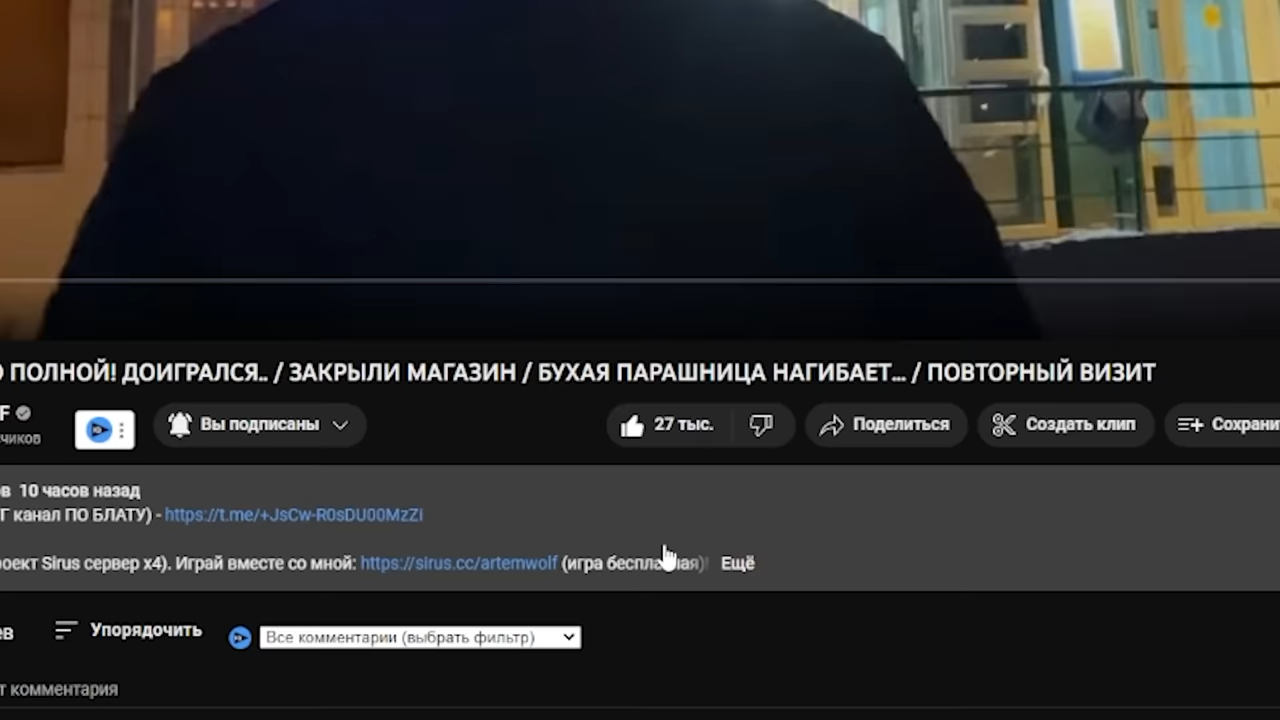 ПОЛНОЙ! ДОИГРАЛСЯ.. / ЗАКРЫЛИ МАГАЗИН / БУХАЯ ПАРАШНИЦА НАГИБАЕТ... / ПОВТОРНЫЙ ВИЗИТ
F
чиков
Вы подписаны
27 тыс.
Поделиться
Создать клип
Сохрани
в 10 часов назад
Г канал ПО БЛАТУ) - https://t.me/+JsCw-R0sDU00MzZi
роект Sirus сервер x4). Играй вместе со мной: https://sirus.cc/artemwolf (игра бесплатная)! Ещё
ев
Упорядочить
Все комментарии (выбрать фильтр)
т комментария